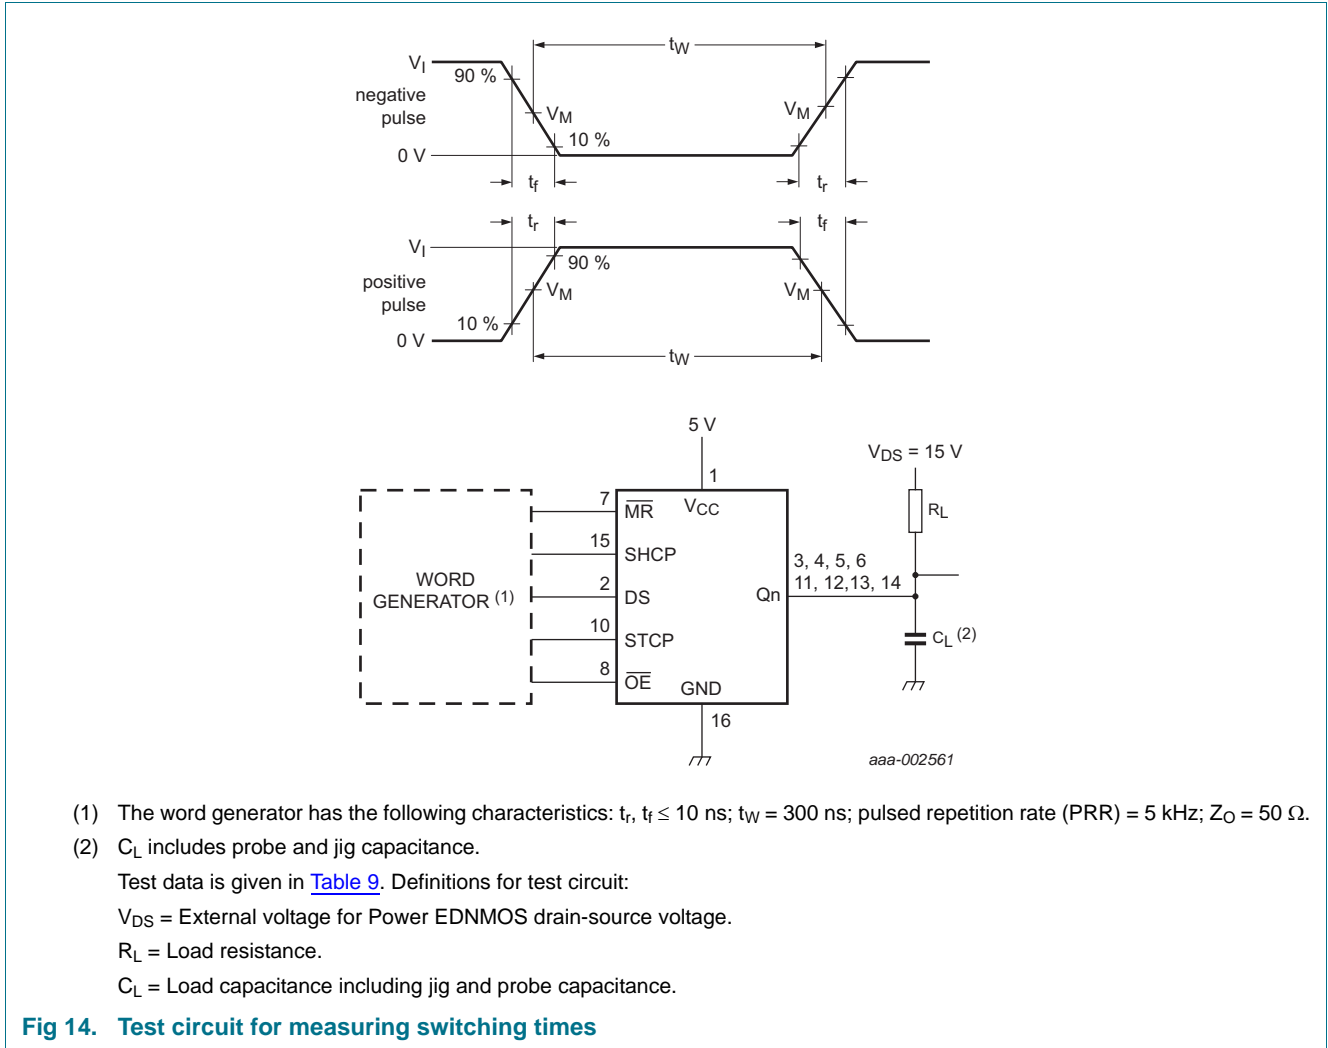 tW
VI
90 %
negative
pulse
VM
VM
10 %
0 V
tf
tr
tr
tf
VI
90 %
positive
pulse
VM
VM
10 %
0 V
tW
5 V
VDS = 15 V
1
7
MR
VCC
RL
15
SHCP
3, 4, 5, 6
WORD
GENERATOR (1)
2
DS
Qn
11, 12,13, 14
10
STCP
CL (2)
8
OE
GND
16
aaa-002561
(1) The word generator has the following characteristics: tr, tf ≤ 10 ns; tW = 300 ns; pulsed repetition rate (PRR) = 5 kHz; ZO = 50 Ω.
(2) CL includes probe and jig capacitance.
Test data is given in Table 9. Definitions for test circuit:
VDS = External voltage for Power EDNMOS drain-source voltage.
RL = Load resistance.
CL = Load capacitance including jig and probe capacitance.
Fig 14. Test circuit for measuring switching times